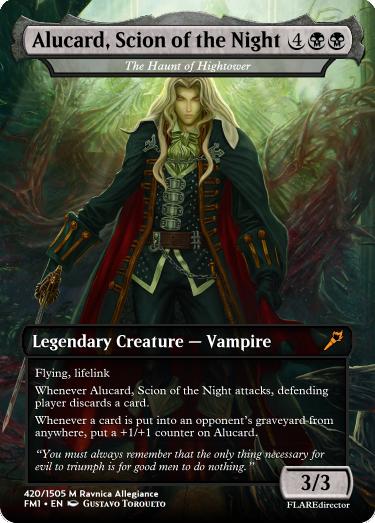 Alucard, Scion of the Night 4
The Haunt of Hightower
Legendary Creature — Vampire
Flying, lifelink
Whenever Alucard, Scion of the Night attacks, defending
player discards a card.
Whenever a card is put into an opponent's graveyard from
anywhere, put a +1/+1 counter on Alucard.
“You must always remember that the only thing necessary for
evil to triumph is for good men to do nothing.”
3/3
420/1505 M Ravnica Allegiance
FM1 • EN Gustavo Torqueto
FLAREdirector